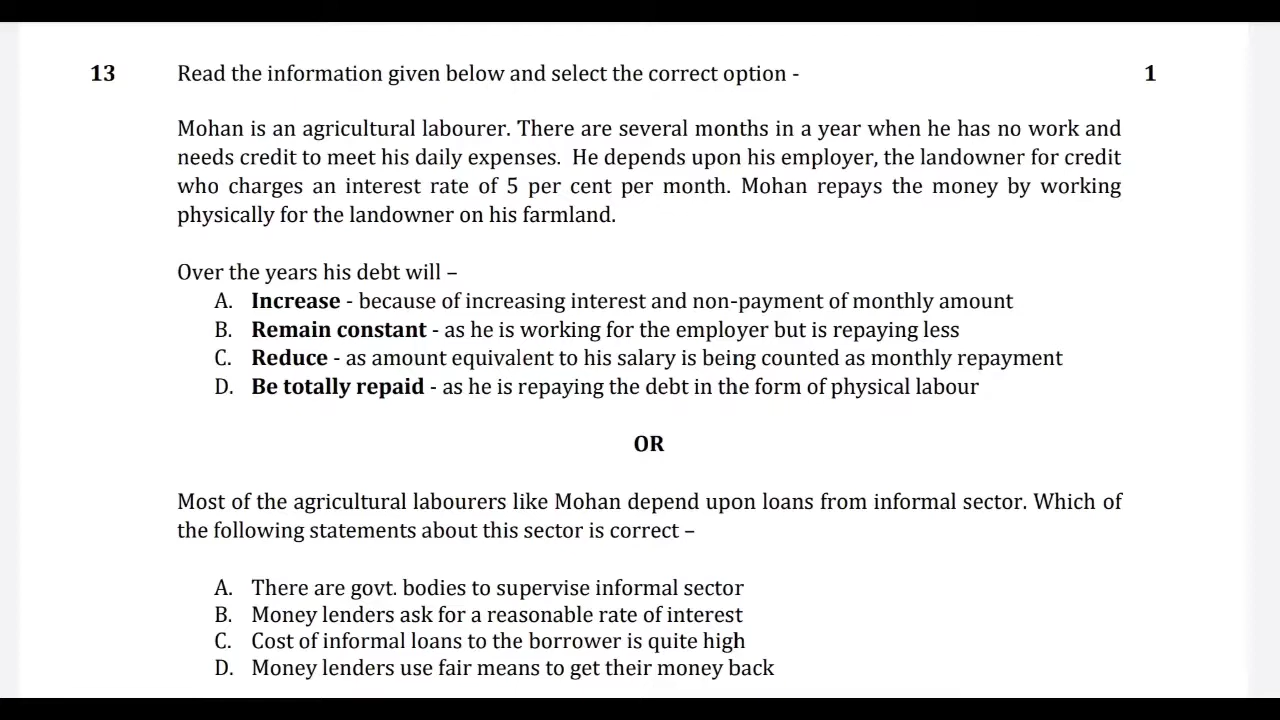 13 Read the information given below and select the correct option - 1
Mohan is an agricultural labourer. There are several months in a year when he has no work and
needs credit to meet his daily expenses. He depends upon his employer, the landowner for credit
who charges an interest rate of 5 per cent per month. Mohan repays the money by working
physically for the landowner on his farmland.
Over the years his debt will –
A. Increase - because of increasing interest and non-payment of monthly amount
B. Remain constant - as he is working for the employer but is repaying less
C. Reduce - as amount equivalent to his salary is being counted as monthly repayment
D. Be totally repaid - as he is repaying the debt in the form of physical labour
OR
Most of the agricultural labourers like Mohan depend upon loans from informal sector. Which of
the following statements about this sector is correct –
A. There are govt. bodies to supervise informal sector
B. Money lenders ask for a reasonable rate of interest
C. Cost of informal loans to the borrower is quite high
D. Money lenders use fair means to get their money back